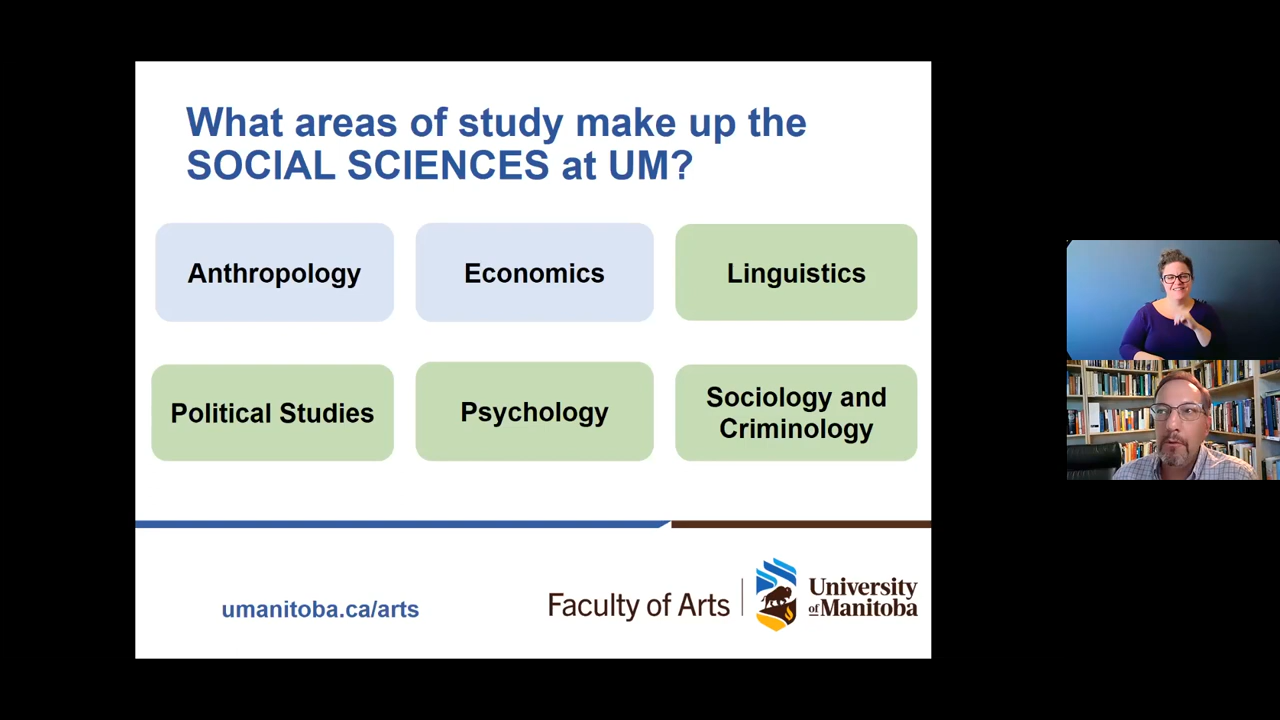 What areas of study make up the
SOCIAL SCIENCES at UM?
Anthropology
Economics
Linguistics
Political Studies
Psychology
Sociology and
Criminology
umanitoba.ca/arts
Faculty of Arts
University
of Manitoba